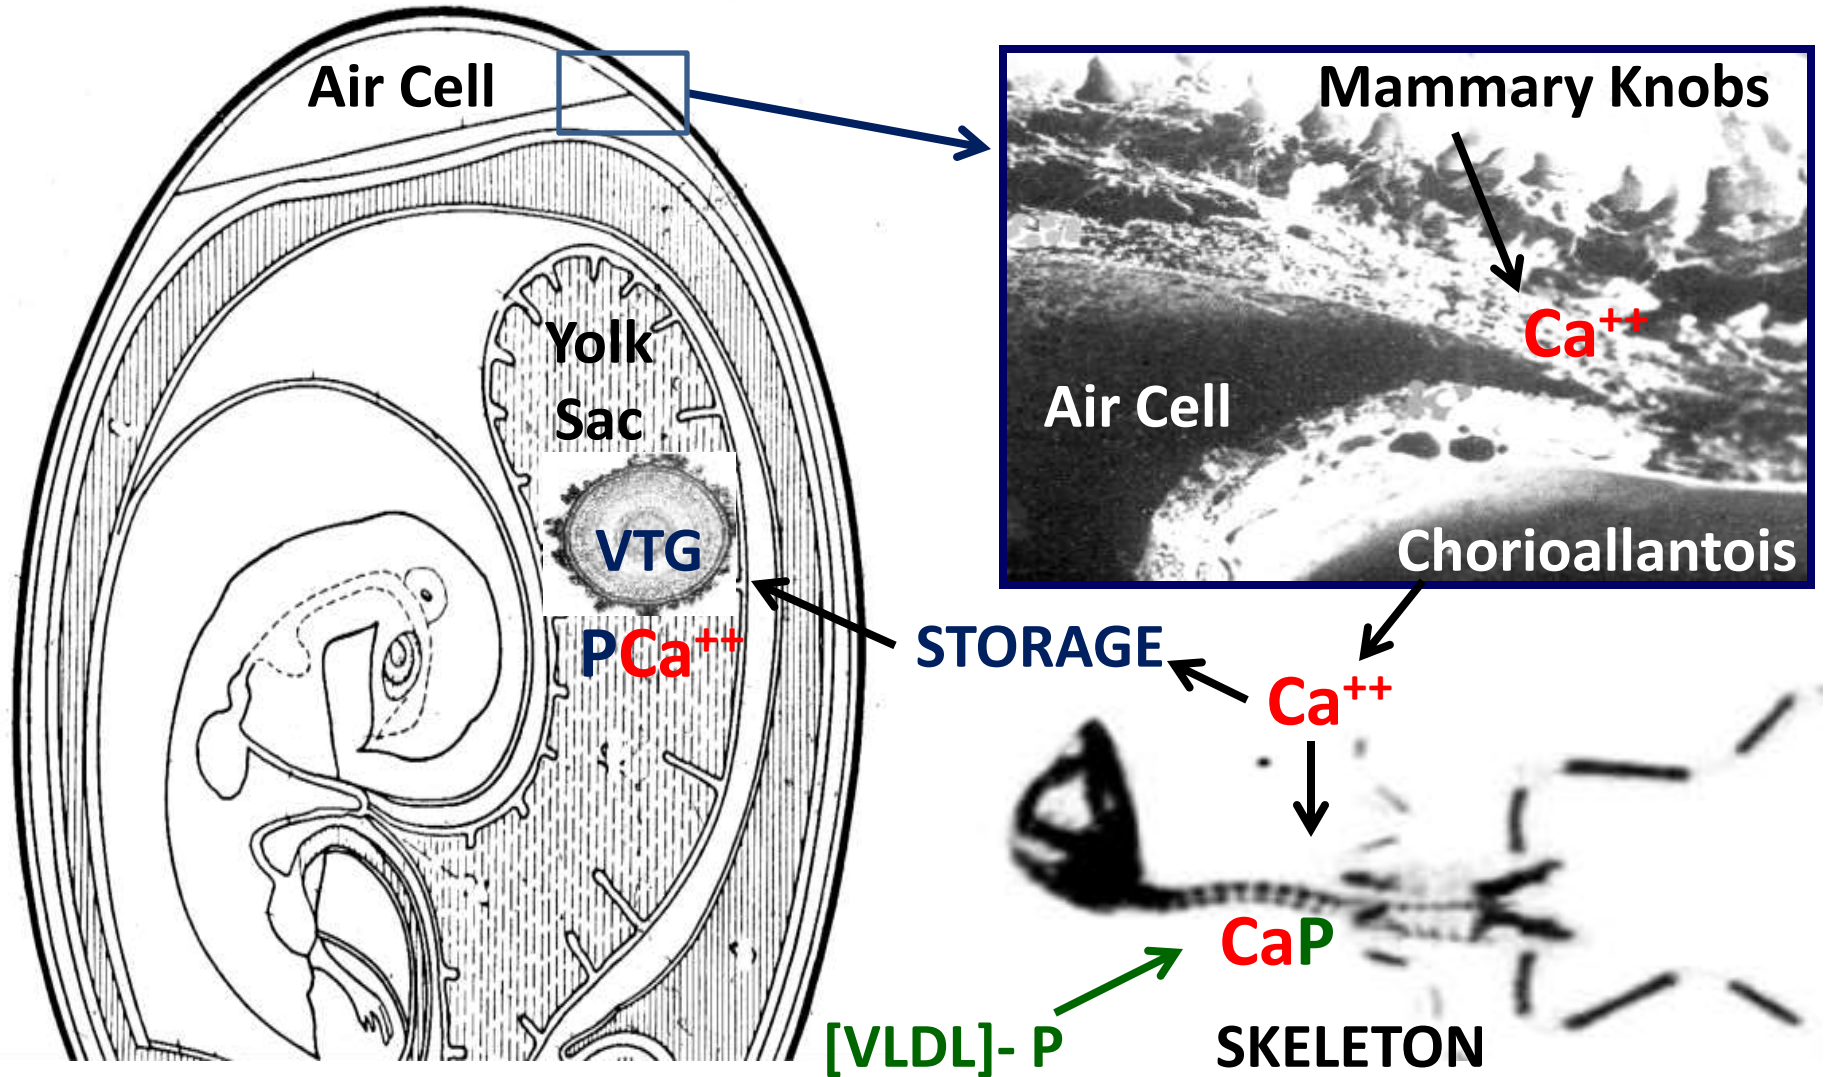 Air Cell
Mammary Knobs
Ca++
Air Cell
Chorioallantois
Yolk
Sac
VTG
PCa++
STORAGE
Ca++
CaP
[VLDL]- P
SKELETON